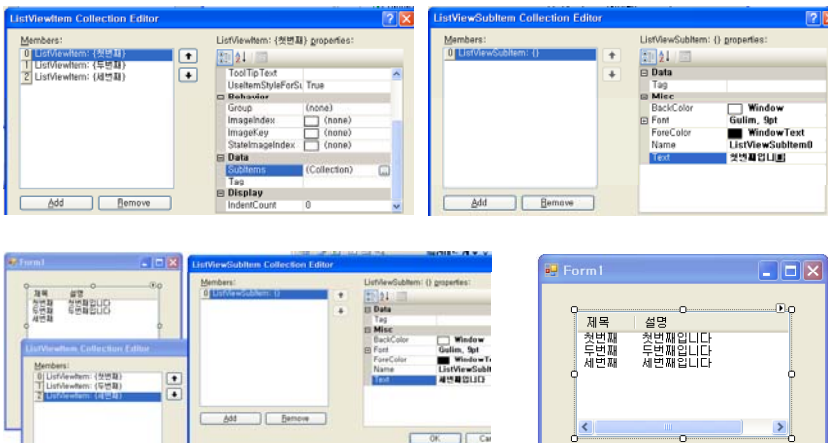 ListViewItem Collection Editor
Members:
0 ListViewItem: {첫번째}
1 ListViewItem: {두번째}
2 ListViewItem: {세번째}
Add Remove
ListViewItem: {첫번째} properties:
ToolTipText
UseItemStyleForSu True
Behavior
Group (none)
ImageIndex (none)
ImageKey (none)
StateImageIndex (none)
Data
SubItems (Collection)
Tag
Display
IndentCount 0
ListViewSubItem Collection Editor
Members:
0 ListViewSubItem: {}
Add Remove
ListViewSubItem: {} properties:
Data
Tag
Misc
BackColor Window
Font Gulim, 9pt
ForeColor WindowText
Name ListViewSubItem0
Text 첫번째입니
Form1
제목 설명
첫번째 첫번째입니다
두번째 두번째입니다
세번째
ListViewItem Collection Editor
Members:
0 ListViewItem: {첫번째}
1 ListViewItem: {두번째}
2 ListViewItem: {세번째}
ListViewSubItem Collection Editor
Members:
0 ListViewSubItem: {}
Add Remove
ListViewSubItem: {} properties:
Data
Tag
Misc
BackColor Window
Font Gulim, 9pt
ForeColor WindowTe
Name ListViewSubIt
Text 세번째입니다
OK Can
Form1
제목 설명
첫번째 첫번째입니다
두번째 두번째입니다
세번째 세번째입니다